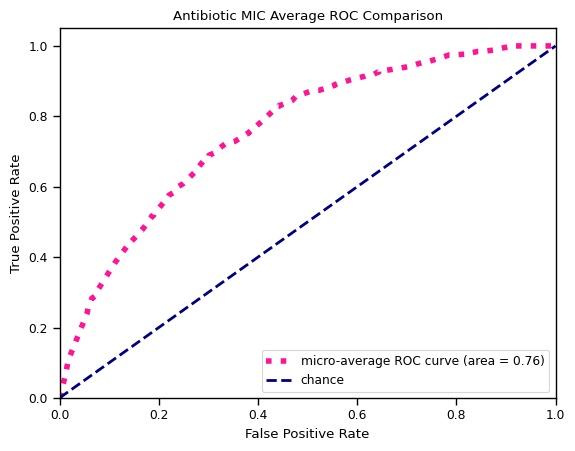 Antibiotic MIC Average ROC Comparison
True Positive Rate
1.0
0.8
0.6
0.4
0.2
0.0
micro-average ROC curve (area = 0.76)
chance
0.0 0.2 0.4 0.6 0.8 1.0
False Positive Rate